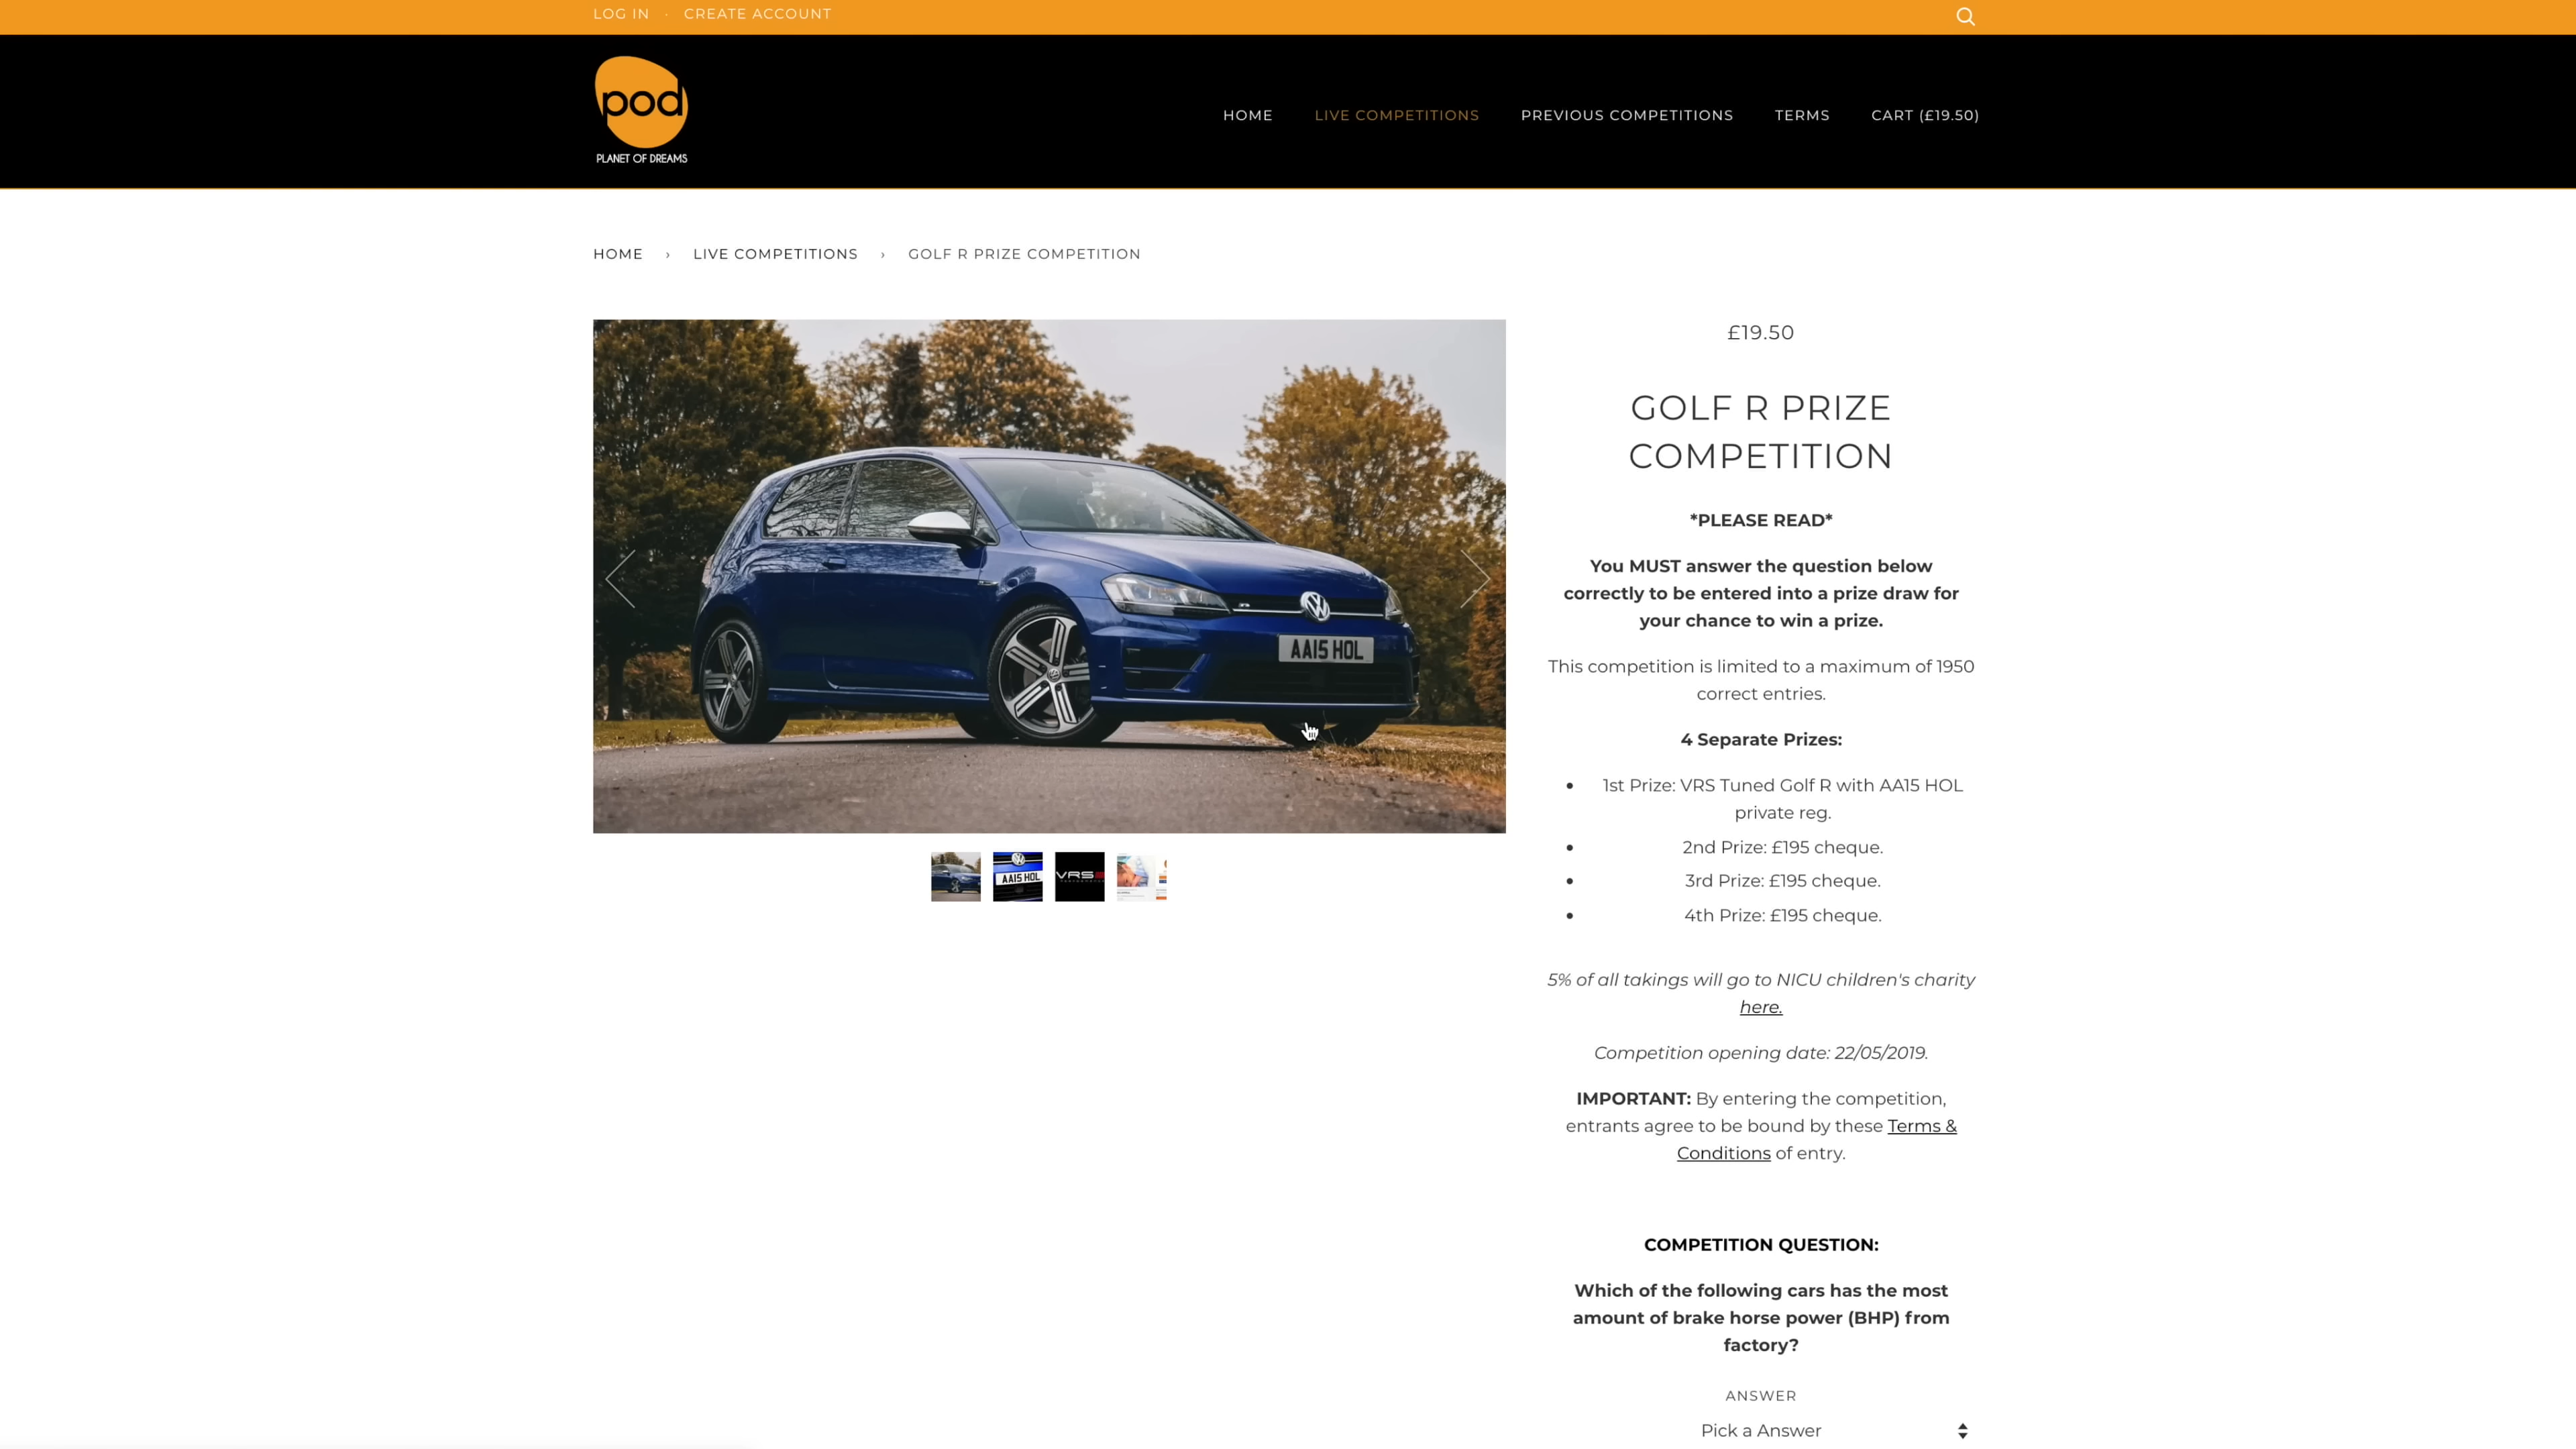 LOG IN · CREATE ACCOUNT
pod
PLANET OF DREAMS
HOME LIVE COMPETITIONS PREVIOUS COMPETITIONS TERMS CART (£19.50)
HOME › LIVE COMPETITIONS › GOLF R PRIZE COMPETITION
AA15 HOL
AA15 HOL
VRS
£19.50
GOLF R PRIZE
COMPETITION
*PLEASE READ*
You MUST answer the question below
correctly to be entered into a prize draw for
your chance to win a prize.
This competition is limited to a maximum of 1950
correct entries.
4 Separate Prizes:
• 1st Prize: VRS Tuned Golf R with AA15 HOL
private reg.
• 2nd Prize: £195 cheque.
• 3rd Prize: £195 cheque.
• 4th Prize: £195 cheque.
5% of all takings will go to NICU children's charity
here.
Competition opening date: 22/05/2019.
IMPORTANT: By entering the competition,
entrants agree to be bound by these Terms &
Conditions of entry.
COMPETITION QUESTION:
Which of the following cars has the most
amount of brake horse power (BHP) from
factory?
ANSWER
Pick a Answer